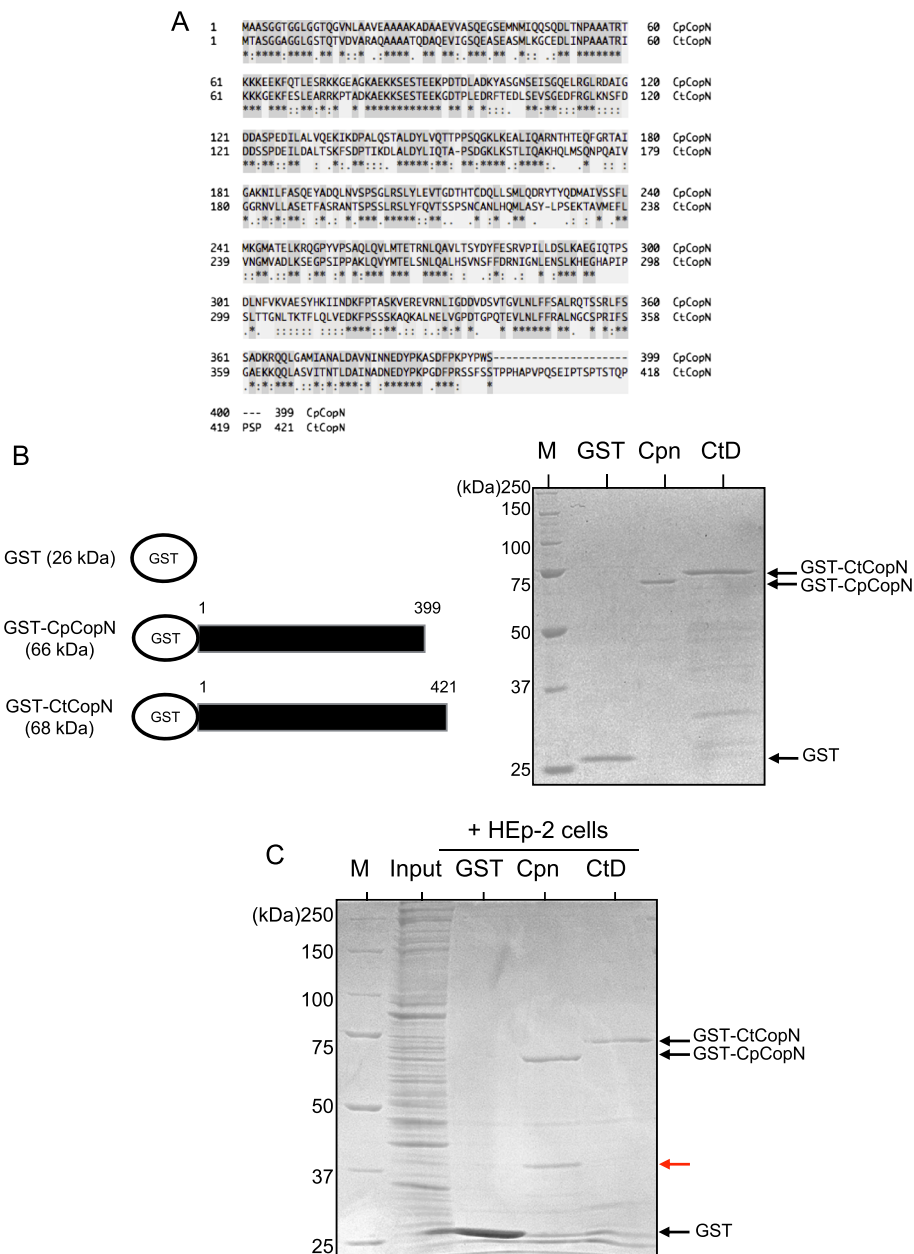 A
1 MAASGGTGGLGGTQGVNLAAVEAAAAKADAAEVVASQEGSEMNMIQQSQDLTNPAAATRT 60 CpCopN
1 MTASGGAGGLGSTQTVDVARAQAAAATQDAQEVIGSQEASEASMLKGCEDLINPAAATRI 60 CtCopN
61 KKKEEKFQTLESRKKGEAGKAEKKSESTEEKPDTDLADKYASGNSEISGQELRGLRDAIG 120 CpCopN
61 KKKGEKFESLEARRKPTADKAEKKSESTEEKGDTPLEDRFTEDLSEVSGEDFRGLKNSFD 120 CtCopN
121 DDASPEDILALVQEKIKDPALQSTALDYLVQTTPPSQGKLKEALIQARNTHTEQFGRTAI 180 CpCopN
121 DDSSPDEILDALTSKFSDPTIKDLALDYLIQTA-PSDGKLKSTLIQAKHQLMSQNPQAIV 179 CtCopN
181 GAKNILFASQEYADQLNVSPSGLRSLYLEVTGDTHTCDQLLSMLQDRYTYQDMAIVSSFL 240 CpCopN
180 GGRNVLLASETFASRANTSPSSLRSLYFQVTSSPSNCANLHQMLASY-LPSEKTAVMEFL 238 CtCopN
241 MKGMATELKRQGPYVPSAQLQVLMTETRNLQAVLTSYDYFESRVPILLDSLKAEGIQTPS 300 CpCopN
239 VNGMVADLKSEGPSIPPAKLQVYMTELSNLQALHSVNSFFDRNIGNLENSLKHEGHAPIP 298 CtCopN
301 DLNFVKVAESYHKIINDKFPTASKVEREVRNLIGDDVDSVTGVLNLFFSALRQTSSRLFS 360 CpCopN
299 SLTTGNLTKTFLQLVEDKFPSSSKAQKALNELVGPDTGPQTEVLNLFFRALNGCSPRIFS 358 CtCopN
361 SADKRQQLGAMIANALDAVNINNEDYPKASDFPKPYPWS--------------------- 399 CpCopN
359 GAEKKQQLASVITNTLDAINADNEDYPKPGDFPRSSFSSTPPHAPVPQSEIPTSPTSTQP 418 CtCopN
400 --- 399 CpCopN
419 PSP 421 CtCopN
B
M GST Cpn CtD
(kDa)250
150
100
75
50
37
25
GST-CtCopN
GST-CpCopN
GST
GST (26 kDa) GST
1 399
GST-CpCopN
(66 kDa)
GST
1 421
GST-CtCopN
(68 kDa)
GST
C
+ HEp-2 cells
M Input GST Cpn CtD
(kDa)250
150
100
75
50
37
25
GST-CtCopN
GST-CpCopN
GST